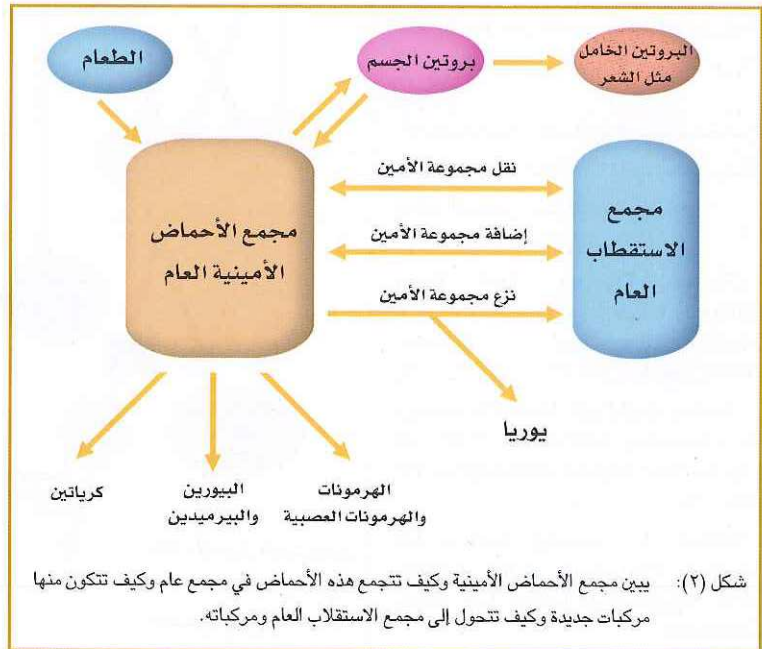 الطعام
بروتين الجسم
البروتين الخامل
مثل الشعر
مجمع الأحماض
الأمينية العام
نقل مجموعة الأمين
إضافة مجموعة الأمين
نزع مجموعة الأمين
مجمع
الاستقطاب
العام
يوريا
الهرمونات
والهرمونات العصبية
البيورين
والبيرميدين
كرياتين
شكل (٢): يبين مجمع الأحماض الأمينية وكيف تتجمع هذه الأحماض في مجمع عام وكيف تتكون منها
مركبات جديدة وكيف تتحول إلى مجمع الاستقلاب العام ومركباته.